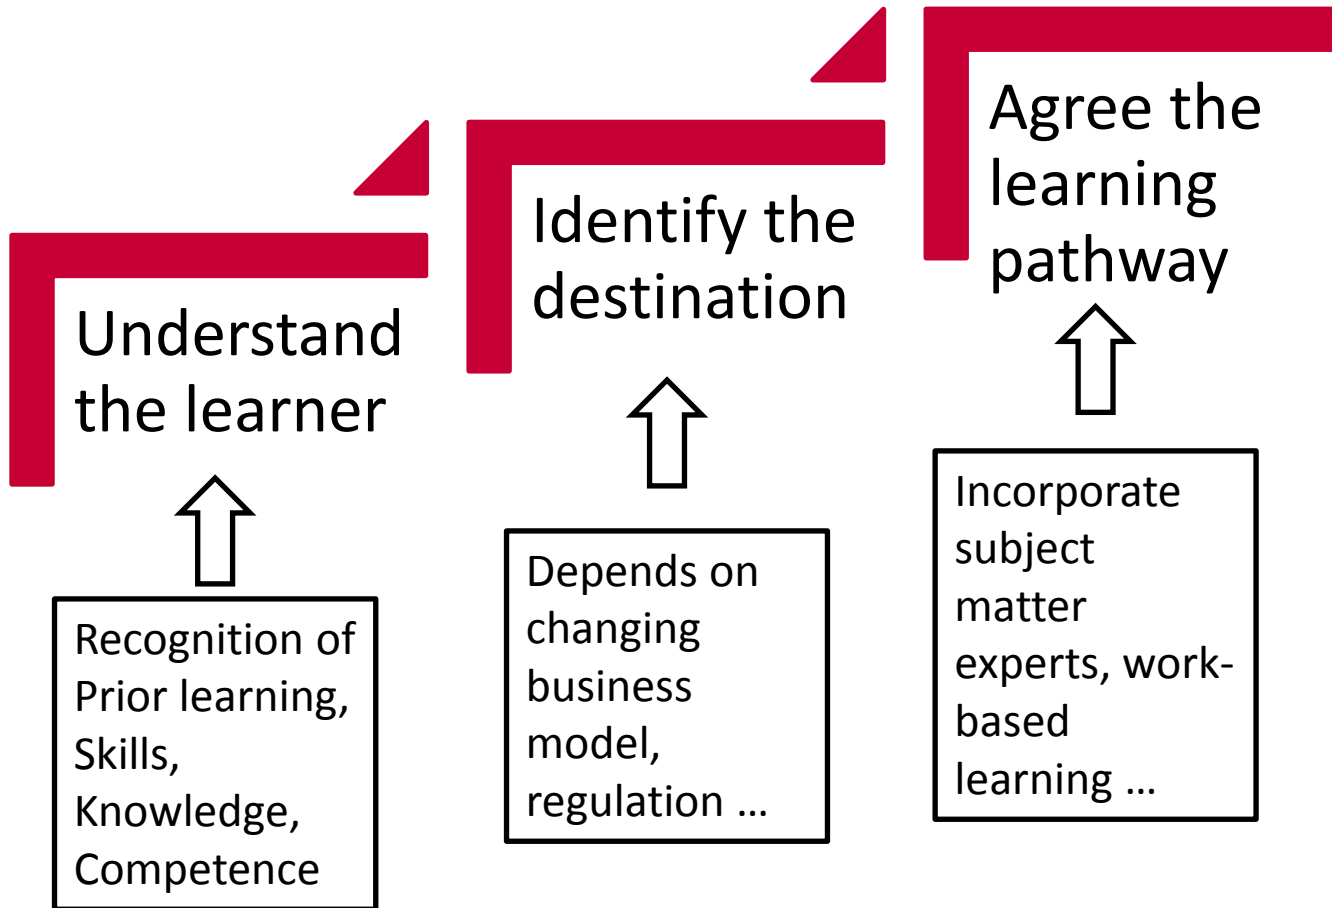 Understand
the learner
Recognition of
Prior learning,
Skills,
Knowledge,
Competence
Identify the
destination
Depends on
changing
business
model,
regulation ...
Agree the
learning
pathway
Incorporate
subject
matter
experts, work-
based
learning ...